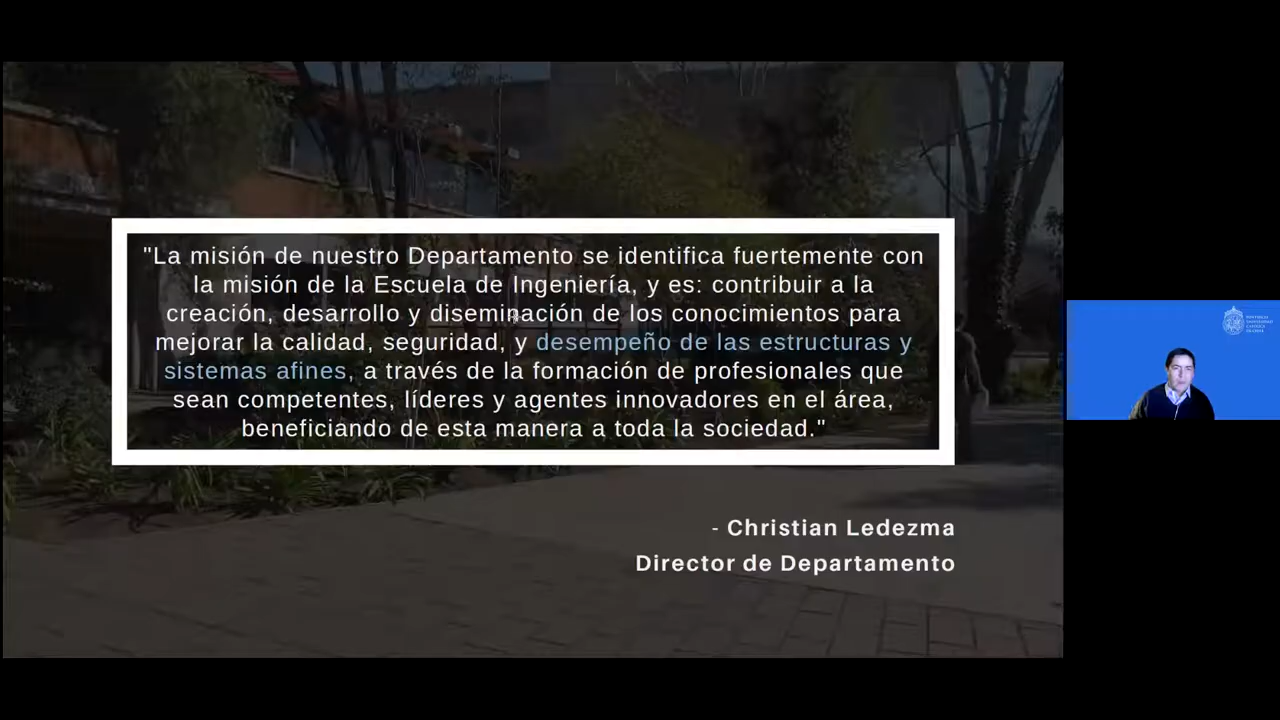 "La misión de nuestro Departamento se identifica fuertemente con
la misión de la Escuela de Ingeniería, y es: contribuir a la
creación, desarrollo y diseminación de los conocimientos para
mejorar la calidad, seguridad, y desempeño de las estructuras y
sistemas afines, a través de la formación de profesionales que
sean competentes, líderes y agentes innovadores en el área,
beneficiando de esta manera a toda la sociedad."
- Christian Ledezma
Director de Departamento